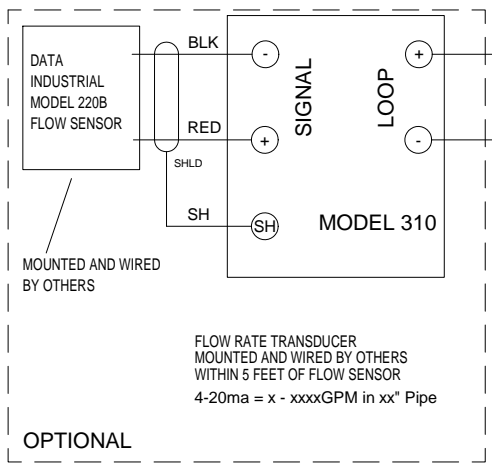 DATA
INDUSTRIAL
MODEL 220B
FLOW SENSOR
BLK
RED
SHLD
SH
-
+
SH
SIGNAL
LOOP
+
-
MODEL 310
MOUNTED AND WIRED
BY OTHERS
FLOW RATE TRANSDUCER
MOUNTED AND WIRED BY OTHERS
WITHIN 5 FEET OF FLOW SENSOR
4-20ma = x - xxxxGPM in xx" Pipe
OPTIONAL